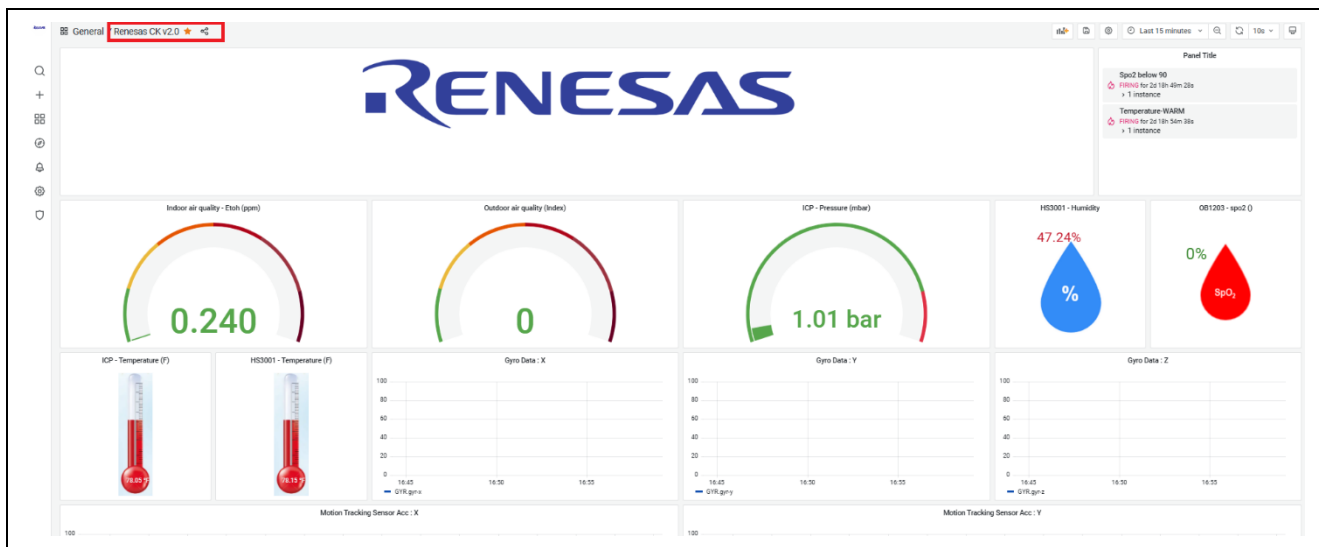 General / Renesas CK v2.0
Last 15 minutes
10s
RENESAS
Panel Title
Spo2 below 90
FIRING for 2d 18h 49m 28s
> 1 instance
Temperature-WARM
FIRING for 2d 18h 54m 38s
> 1 instance
Indoor air quality - Etoh (ppm)
0.240
Outdoor air quality (Index)
0
ICP - Pressure (mbar)
1.01 bar
HS3001 - Humidity
47.24%
%
OB1203 - spo2 ()
0%
SpO₂
ICP - Temperature (F)
78.05 °F
HS3001 - Temperature (F)
78.15 °F
Gyro Data : X
100
80
60
40
20
0
16:45 16:50 16:55
GYR.gyr-x
Gyro Data : Y
100
80
60
40
20
0
16:45 16:50 16:55
GYR.gyr-y
Gyro Data : Z
100
80
60
40
20
0
16:45 16:50 16:55
GYR.gyr-z
Motion Tracking Sensor Acc : X
100
Motion Tracking Sensor Acc : Y
100